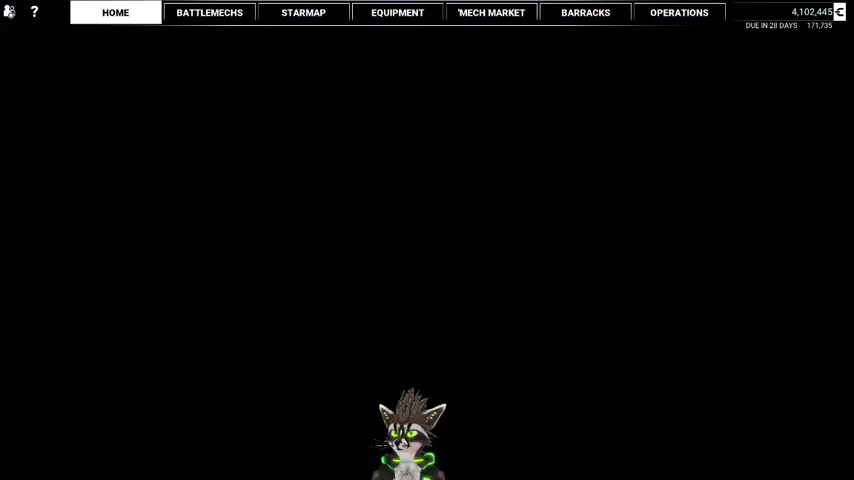 ?
HOME
BATTLEMECHS
STARMAP
EQUIPMENT
'MECH MARKET
BARRACKS
OPERATIONS
4,102,445
DUE IN 28 DAYS 171,735